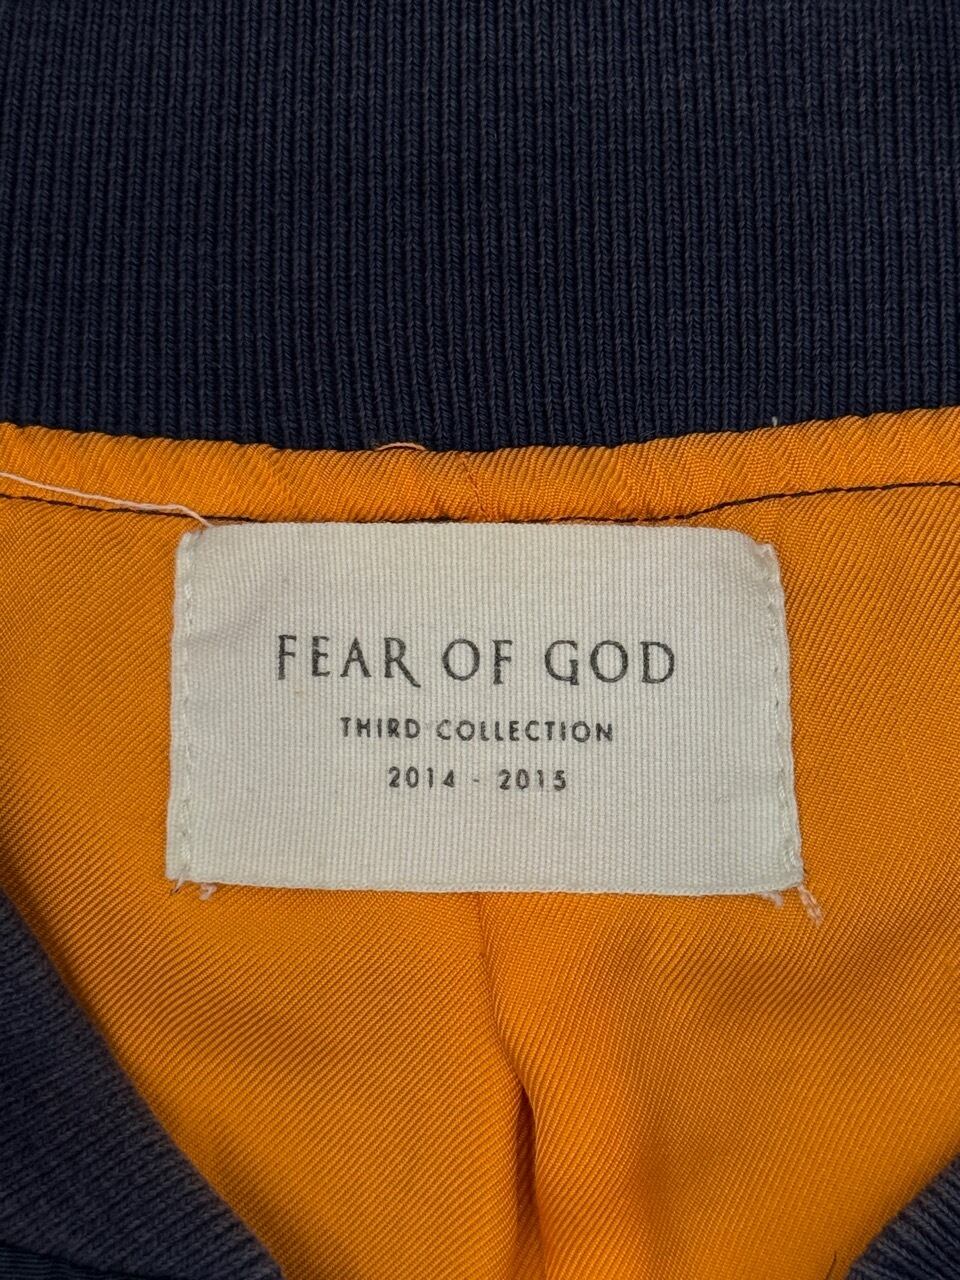 FEAR OF GOD
THIRD COLLECTION
2014 - 2015